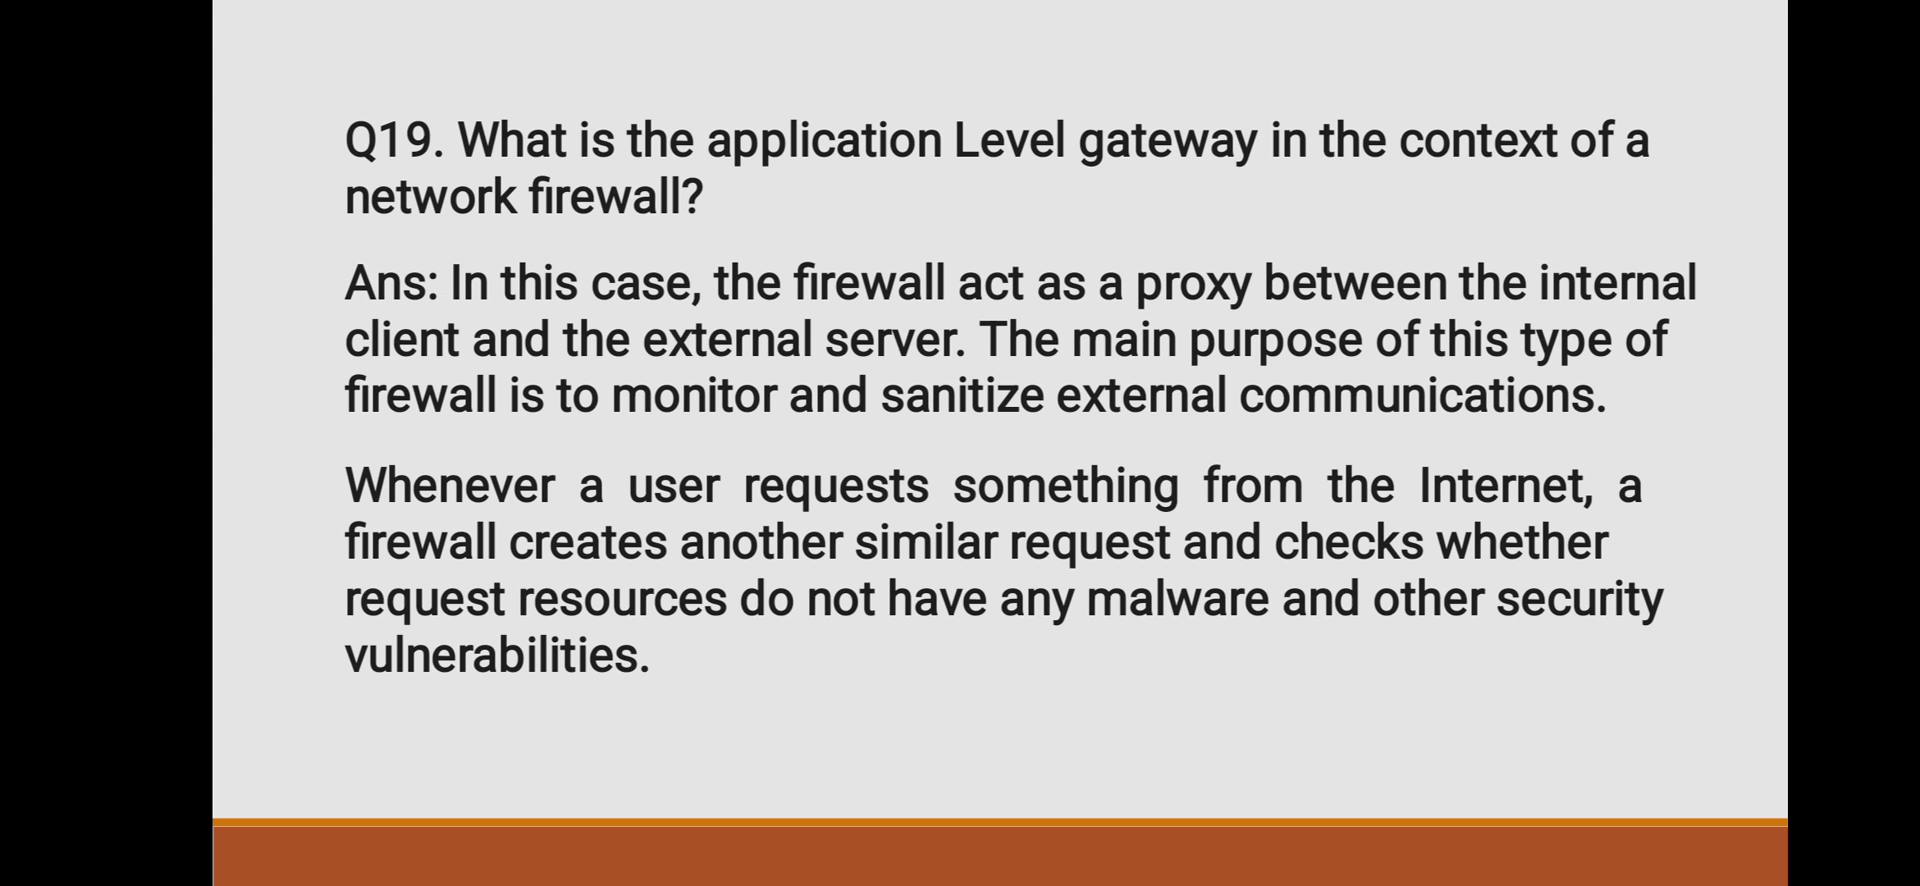 Q19. What is the application Level gateway in the context of a
network firewall?
Ans: In this case, the firewall act as a proxy between the internal
client and the external server. The main purpose of this type of
firewall is to monitor and sanitize external communications.
Whenever a user requests something from the Internet, a
firewall creates another similar request and checks whether
request resources do not have any malware and other security
vulnerabilities.